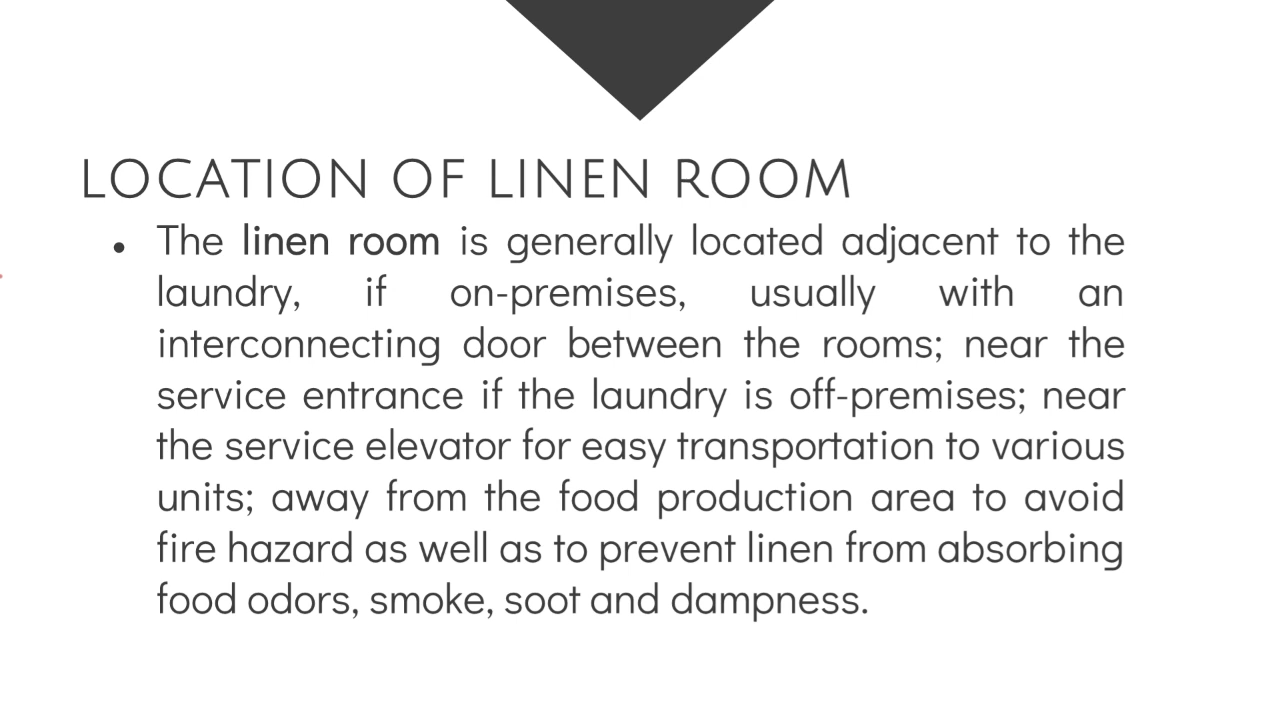 LOCATION OF LINEN ROOM
• The linen room is generally located adjacent to the
laundry, if on-premises, usually with an
interconnecting door between the rooms; near the
service entrance if the laundry is off-premises; near
the service elevator for easy transportation to various
units; away from the food production area to avoid
fire hazard as well as to prevent linen from absorbing
food odors, smoke, soot and dampness.